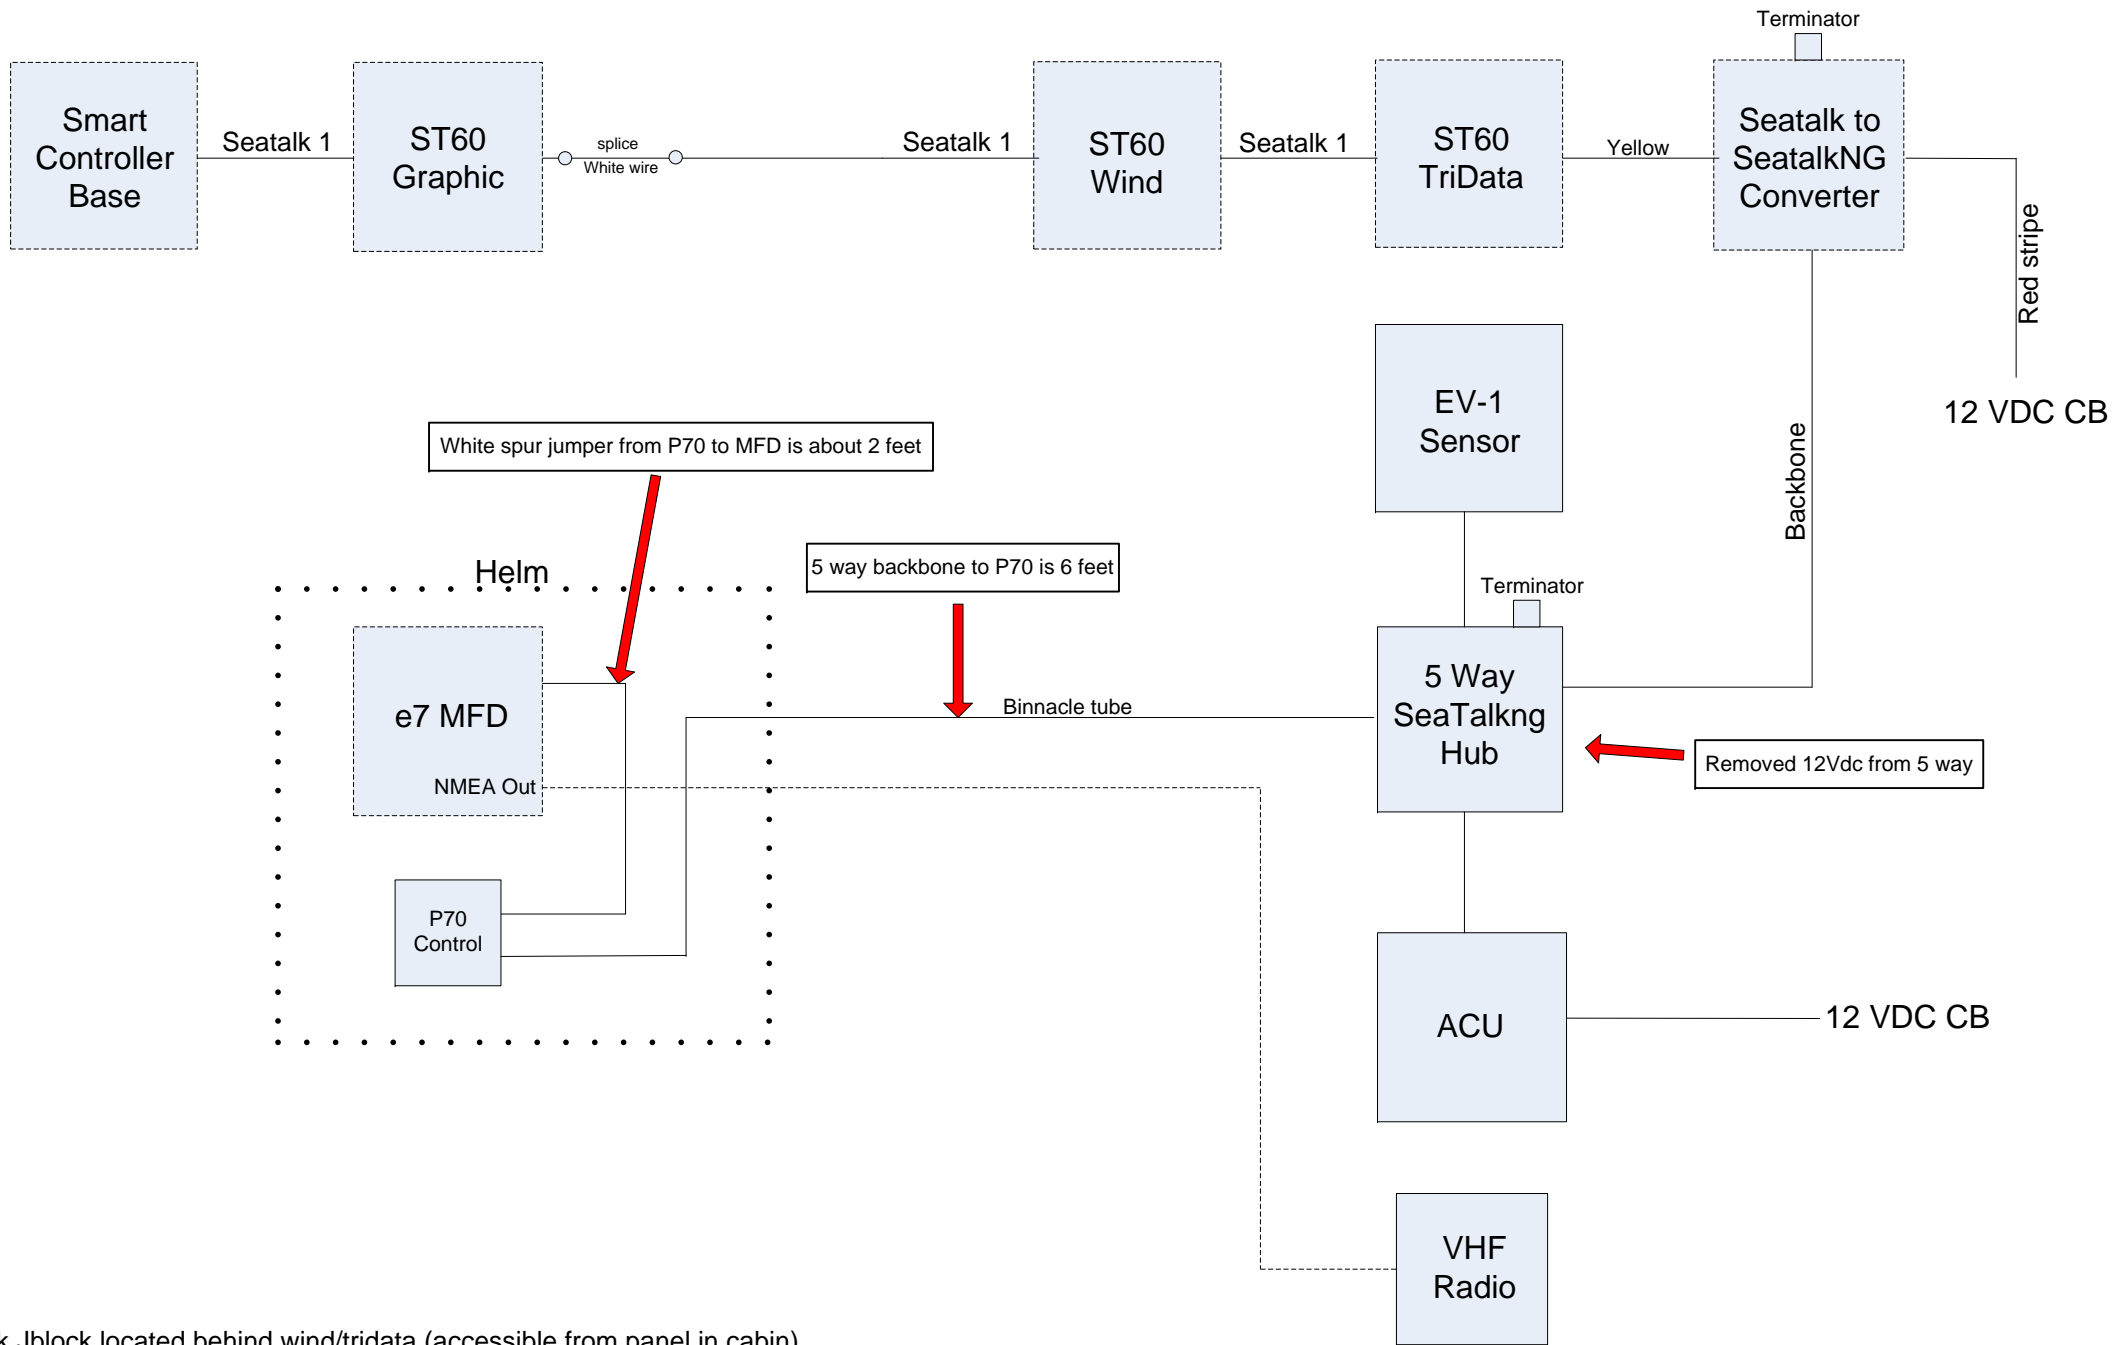 Terminator
Smart
Controller
Base
Seatalk 1
ST60
Graphic
splice
White wire
Seatalk 1
ST60
Wind
Seatalk 1
ST60
TriData
Yellow
Seatalk to
SeatalkNG
Converter
Red stripe
12 VDC CB
Backbone
EV-1
Sensor
White spur jumper from P70 to MFD is about 2 feet
5 way backbone to P70 is 6 feet
Helm
Terminator
e7 MFD
NMEA Out
Binnacle tube
5 Way
SeaTalkng
Hub
Removed 12Vdc from 5 way
P70
Control
ACU
12 VDC CB
VHF
Radio
Jblock located behind wind/tridata (accessible from panel in cabin)